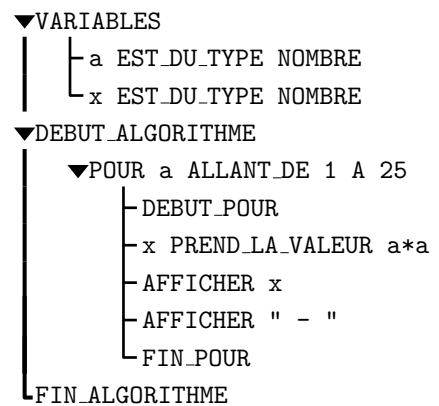 ▼VARIABLES
a EST_DU_TYPE NOMBRE
x EST_DU_TYPE NOMBRE
▼DEBUT_ALGORITHME
▼POUR a ALLANT_DE 1 A 25
DEBUT_POUR
x PREND_LA_VALEUR a*a
AFFICHER x
AFFICHER " - "
FIN_POUR
FIN_ALGORITHME